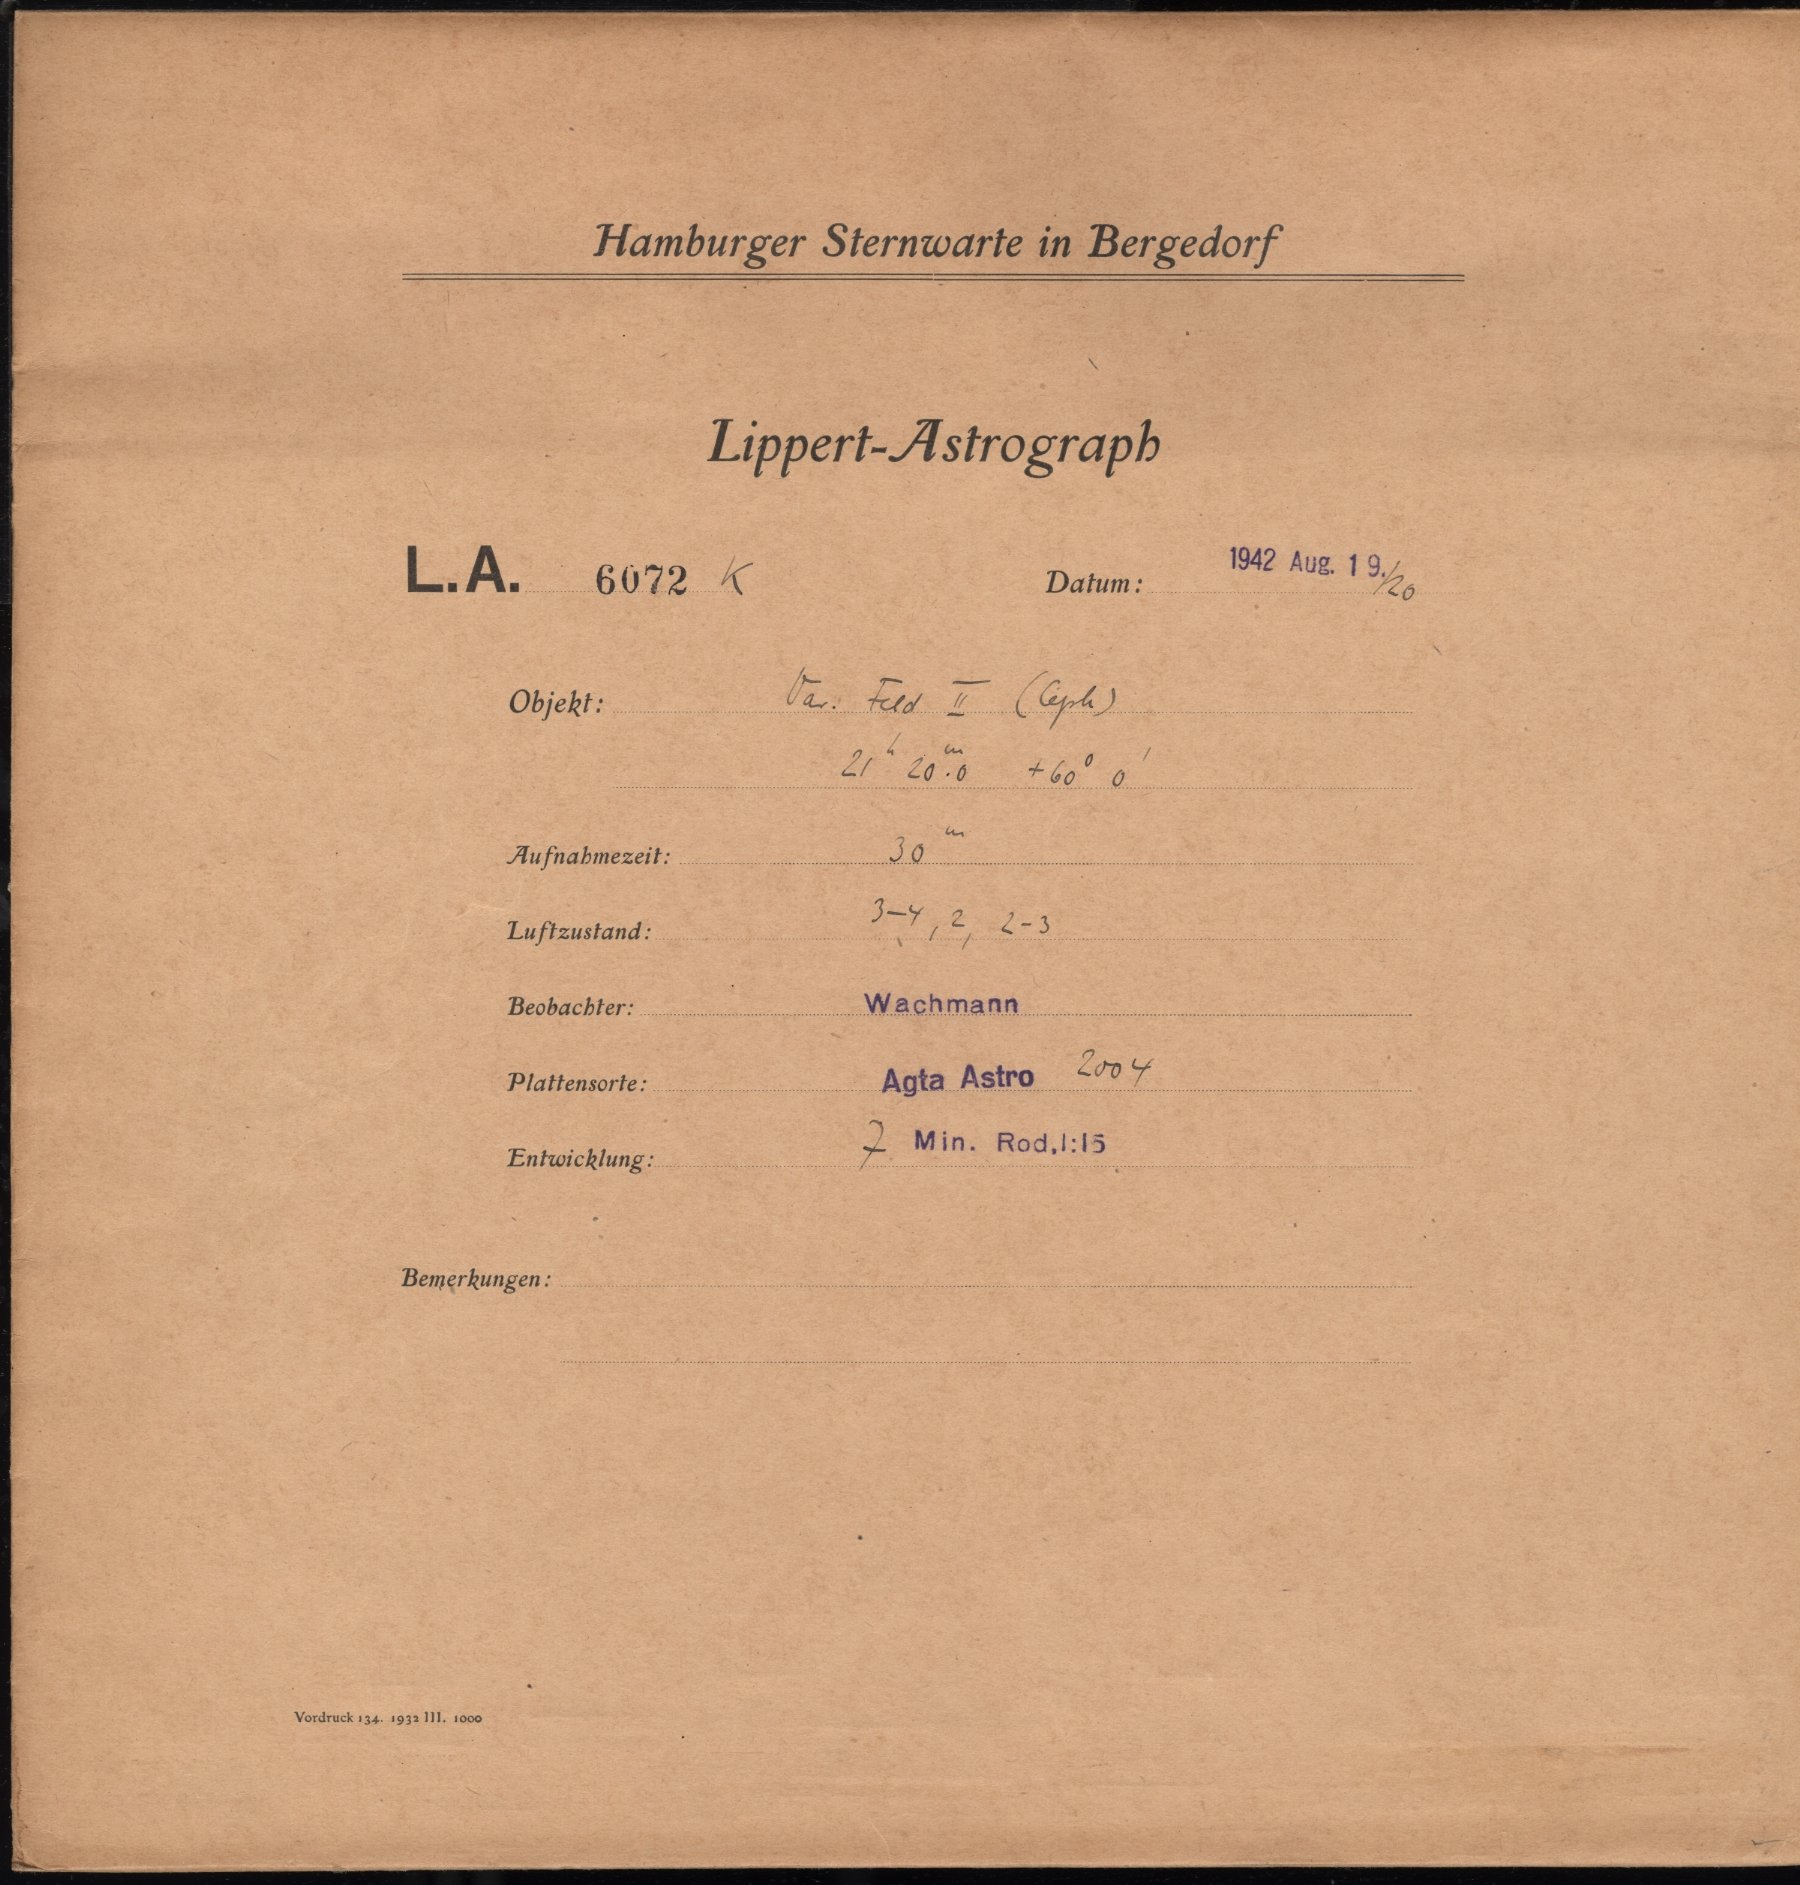 Hamburger Sternwarte in Bergedorf
Lippert-Astrograph
L.A. 6072 K Datum: 1942 Aug. 19./20
Objekt: Var. Feld II (Ceph)
21h 20m.0 +60° 0'
Aufnahmezeit: 30m
Luftzustand: 3-4, 2, 2-3
Beobachter: Wachmann
Plattensorte: Agfa Astro 2004
Entwicklung: 7 Min. Rod. 1:15
Bemerkungen:
Vordruck 134. 1932 III. 1000